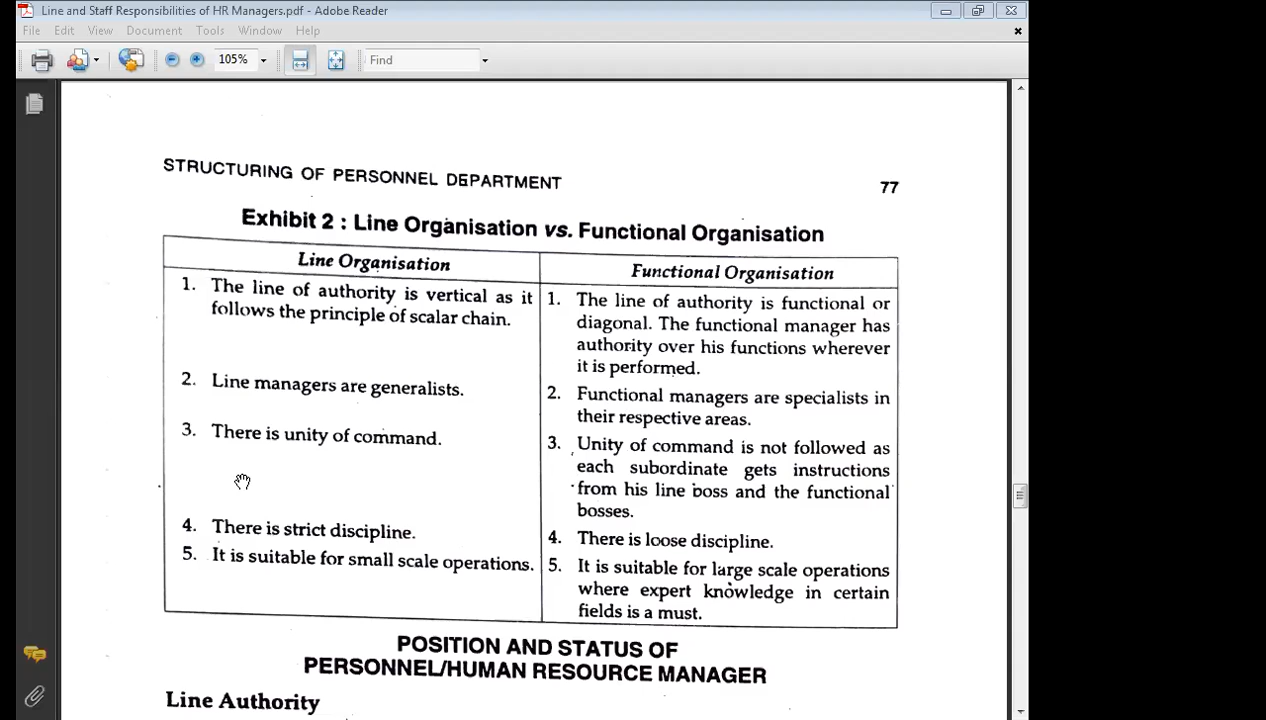 Line and Staff Responsibilities of HR Managers.pdf - Adobe Reader
File Edit View Document Tools Window Help
105% Find
STRUCTURING OF PERSONNEL DEPARTMENT 77
Exhibit 2 : Line Organisation vs. Functional Organisation
Line Organisation
1. The line of authority is vertical as it
follows the principle of scalar chain.
2. Line managers are generalists.
3. There is unity of command.
4. There is strict discipline.
5. It is suitable for small scale operations.
Functional Organisation
1. The line of authority is functional or
diagonal. The functional manager has
authority over his functions wherever
it is performed.
2. Functional managers are specialists in
their respective areas.
3. Unity of command is not followed as
each subordinate gets instructions
from his line boss and the functional
bosses.
4. There is loose discipline.
5. It is suitable for large scale operations
where expert knowledge in certain
fields is a must.
POSITION AND STATUS OF
PERSONNEL/HUMAN RESOURCE MANAGER
Line Authority